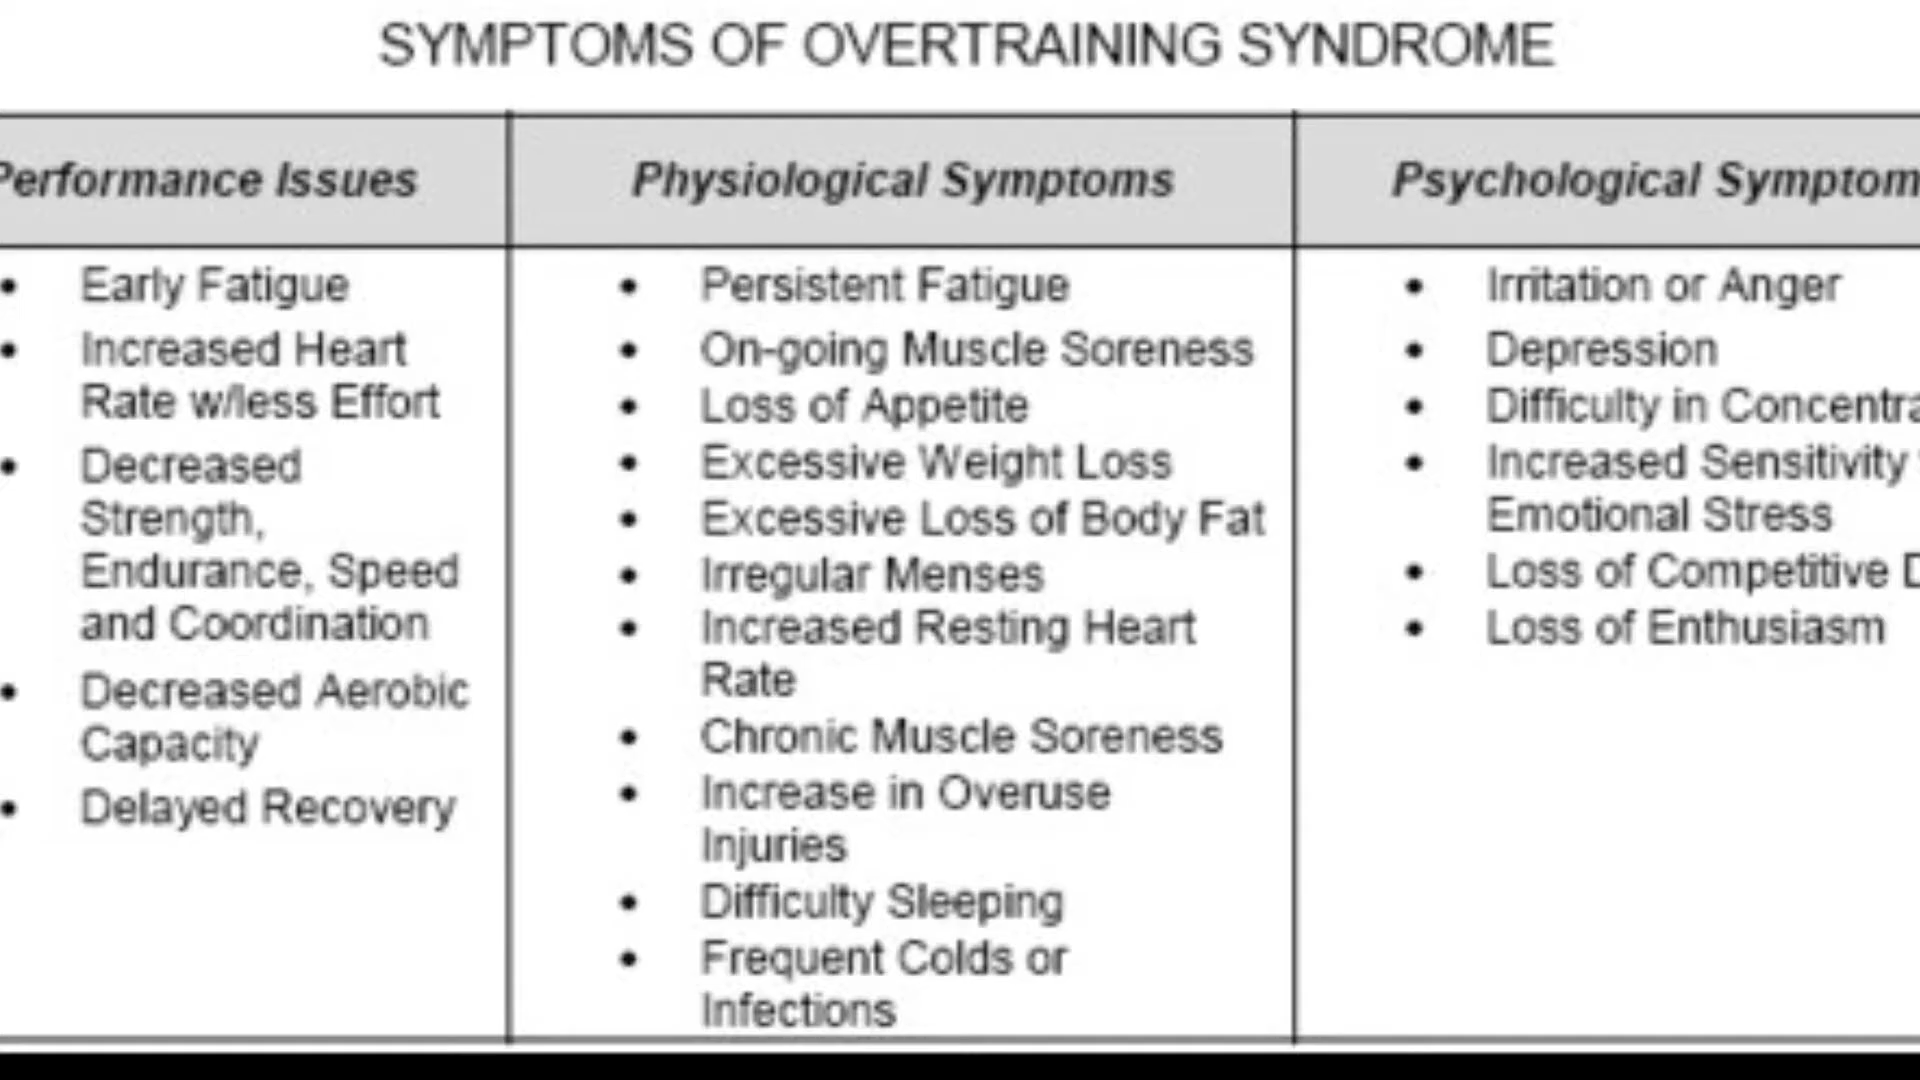 SYMPTOMS OF OVERTRAINING SYNDROME
Performance Issues
• Early Fatigue
• Increased Heart
Rate w/less Effort
• Decreased
Strength,
Endurance, Speed
and Coordination
• Decreased Aerobic
Capacity
• Delayed Recovery
Physiological Symptoms
• Persistent Fatigue
• On-going Muscle Soreness
• Loss of Appetite
• Excessive Weight Loss
• Excessive Loss of Body Fat
• Irregular Menses
• Increased Resting Heart
Rate
• Chronic Muscle Soreness
• Increase in Overuse
Injuries
• Difficulty Sleeping
• Frequent Colds or
Infections
Psychological Symptom
• Irritation or Anger
• Depression
• Difficulty in Concentra
• Increased Sensitivity
Emotional Stress
• Loss of Competitive D
• Loss of Enthusiasm